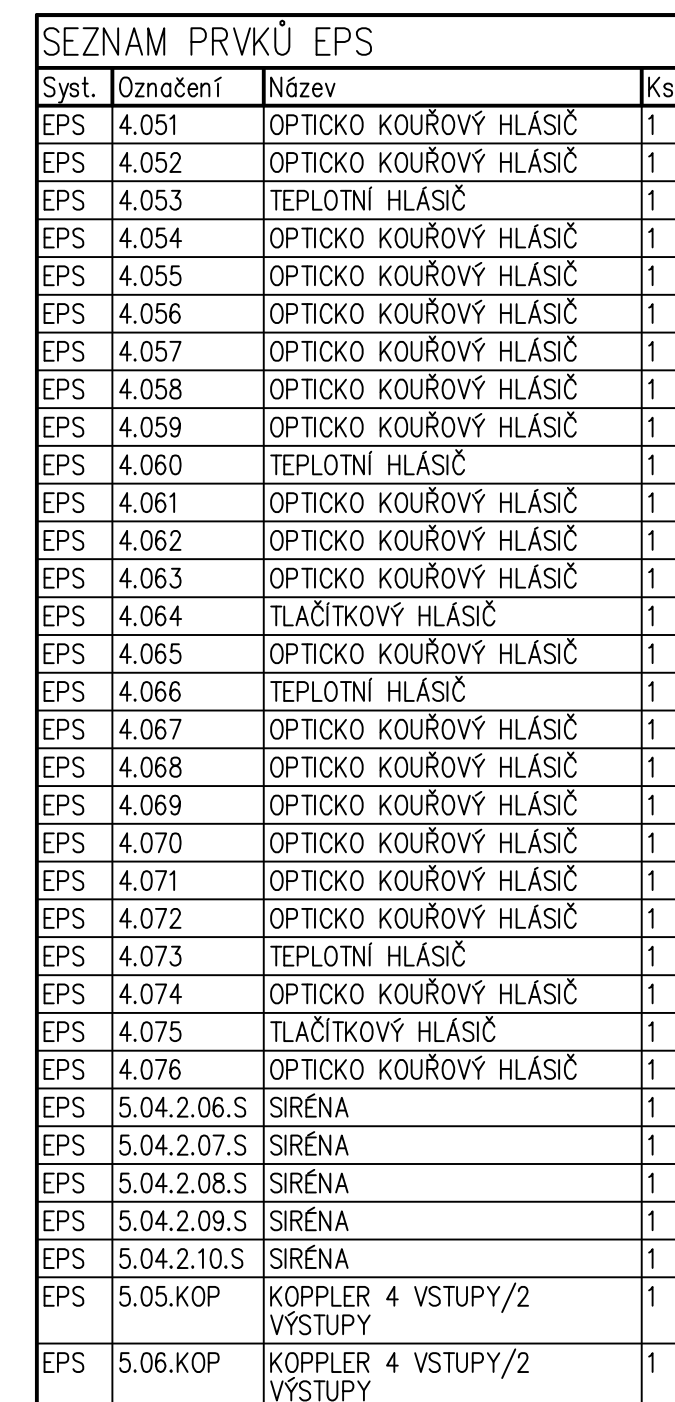 SEZNAM PRVKŮ EPS
Syst. Označení Název Ks
EPS 4.051 OPTICKO KOUŘOVÝ HLÁSIČ 1
EPS 4.052 OPTICKO KOUŘOVÝ HLÁSIČ 1
EPS 4.053 TEPLOTNÍ HLÁSIČ 1
EPS 4.054 OPTICKO KOUŘOVÝ HLÁSIČ 1
EPS 4.055 OPTICKO KOUŘOVÝ HLÁSIČ 1
EPS 4.056 OPTICKO KOUŘOVÝ HLÁSIČ 1
EPS 4.057 OPTICKO KOUŘOVÝ HLÁSIČ 1
EPS 4.058 OPTICKO KOUŘOVÝ HLÁSIČ 1
EPS 4.059 OPTICKO KOUŘOVÝ HLÁSIČ 1
EPS 4.060 TEPLOTNÍ HLÁSIČ 1
EPS 4.061 OPTICKO KOUŘOVÝ HLÁSIČ 1
EPS 4.062 OPTICKO KOUŘOVÝ HLÁSIČ 1
EPS 4.063 OPTICKO KOUŘOVÝ HLÁSIČ 1
EPS 4.064 TLAČÍTKOVÝ HLÁSIČ 1
EPS 4.065 OPTICKO KOUŘOVÝ HLÁSIČ 1
EPS 4.066 TEPLOTNÍ HLÁSIČ 1
EPS 4.067 OPTICKO KOUŘOVÝ HLÁSIČ 1
EPS 4.068 OPTICKO KOUŘOVÝ HLÁSIČ 1
EPS 4.069 OPTICKO KOUŘOVÝ HLÁSIČ 1
EPS 4.070 OPTICKO KOUŘOVÝ HLÁSIČ 1
EPS 4.071 OPTICKO KOUŘOVÝ HLÁSIČ 1
EPS 4.072 OPTICKO KOUŘOVÝ HLÁSIČ 1
EPS 4.073 TEPLOTNÍ HLÁSIČ 1
EPS 4.074 OPTICKO KOUŘOVÝ HLÁSIČ 1
EPS 4.075 TLAČÍTKOVÝ HLÁSIČ 1
EPS 4.076 OPTICKO KOUŘOVÝ HLÁSIČ 1
EPS 5.04.2.06.S SIRÉNA 1
EPS 5.04.2.07.S SIRÉNA 1
EPS 5.04.2.08.S SIRÉNA 1
EPS 5.04.2.09.S SIRÉNA 1
EPS 5.04.2.10.S SIRÉNA 1
EPS 5.05.KOP KOPPLER 4 VSTUPY/2 1
VÝSTUPY
EPS 5.06.KOP KOPPLER 4 VSTUPY/2 1
VÝSTUPY